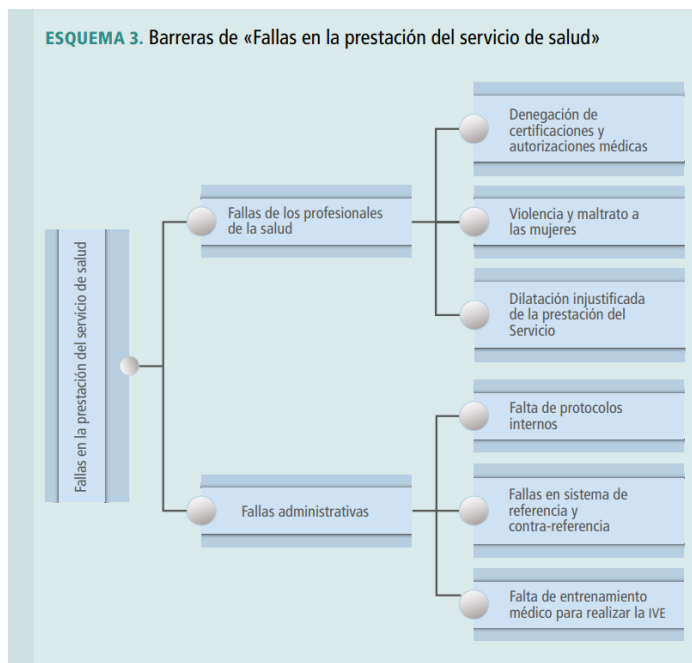 ESQUEMA 3. Barreras de «Fallas en la prestación del servicio de salud»
Fallas en la prestación del servicio de salud
Fallas de los profesionales
de la salud
Denegación de
certificaciones y
autorizaciones médicas
Violencia y maltrato a
las mujeres
Dilatación injustificada
de la prestación del
Servicio
Fallas administrativas
Falta de protocolos
internos
Fallas en sistema de
referencia y
contra-referencia
Falta de entrenamiento
médico para realizar la IVE